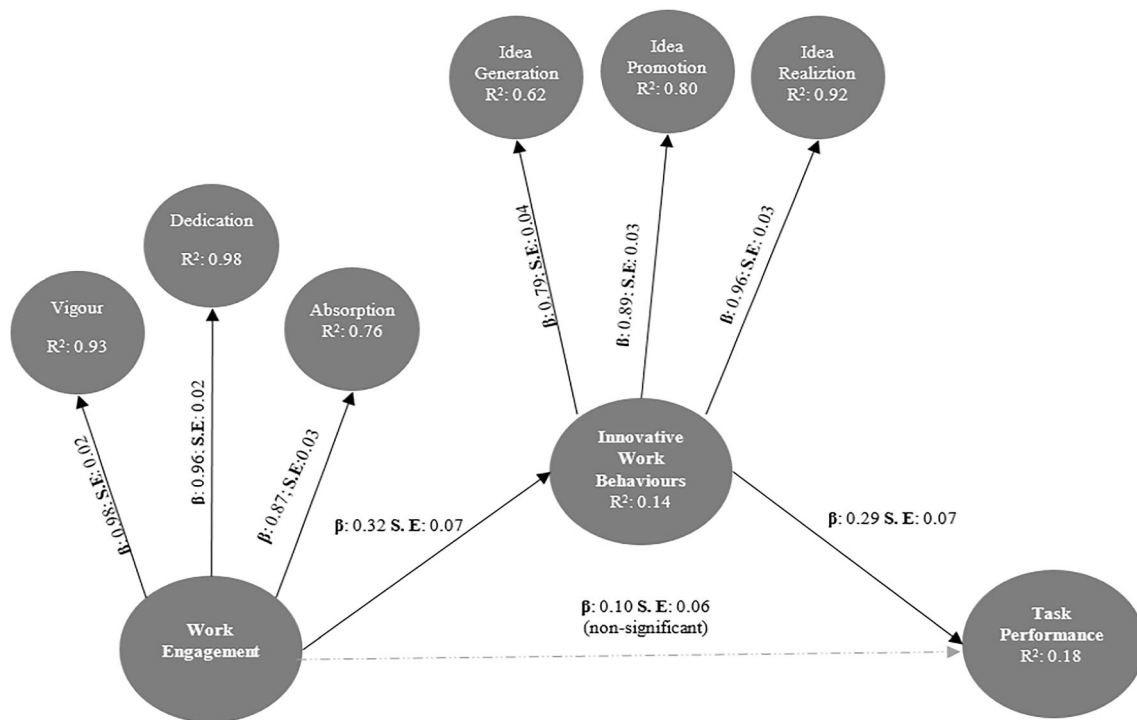 Idea
Generation
R²: 0.62
Idea
Promotion
R²: 0.80
Idea
Realiztion
R²: 0.92
β: 0.79: S.E: 0.04
β: 0.89: S.E: 0.03
β: 0.96: S.E: 0.03
Dedication
R²: 0.98
Vigour
R²: 0.93
Absorption
R²: 0.76
β: 0.98: S.E: 0.02
β: 0.96: S.E: 0.02
β: 0.87; S.E:0.03
Innovative
Work
Behaviours
R²: 0.14
β: 0.32 S. E: 0.07
β: 0.29 S. E: 0.07
Work
Engagement
β: 0.10 S. E: 0.06
(non-significant)
Task
Performance
R²: 0.18